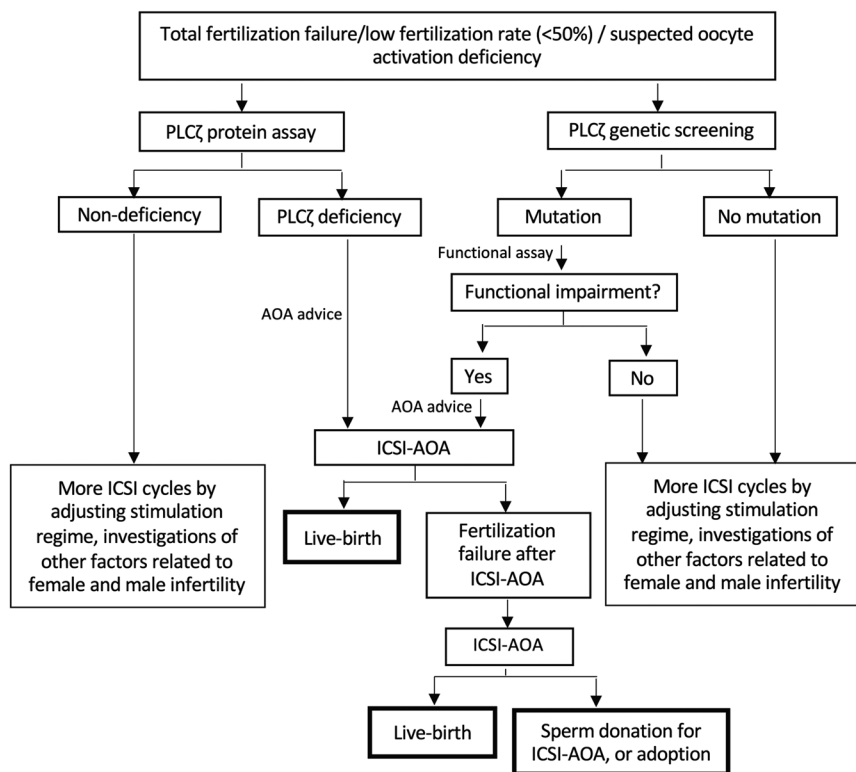 Total fertilization failure/low fertilization rate (<50%) / suspected oocyte
activation deficiency
PLCζ protein assay
PLCζ genetic screening
Non-deficiency
PLCζ deficiency
Mutation
No mutation
Functional assay
Functional impairment?
AOA advice
Yes
No
AOA advice
ICSI-AOA
More ICSI cycles by
adjusting stimulation
regime, investigations of
other factors related to
female and male infertility
Live-birth
Fertilization
failure after
ICSI-AOA
More ICSI cycles by
adjusting stimulation
regime, investigations of
other factors related to
female and male infertility
ICSI-AOA
Live-birth
Sperm donation for
ICSI-AOA, or adoption